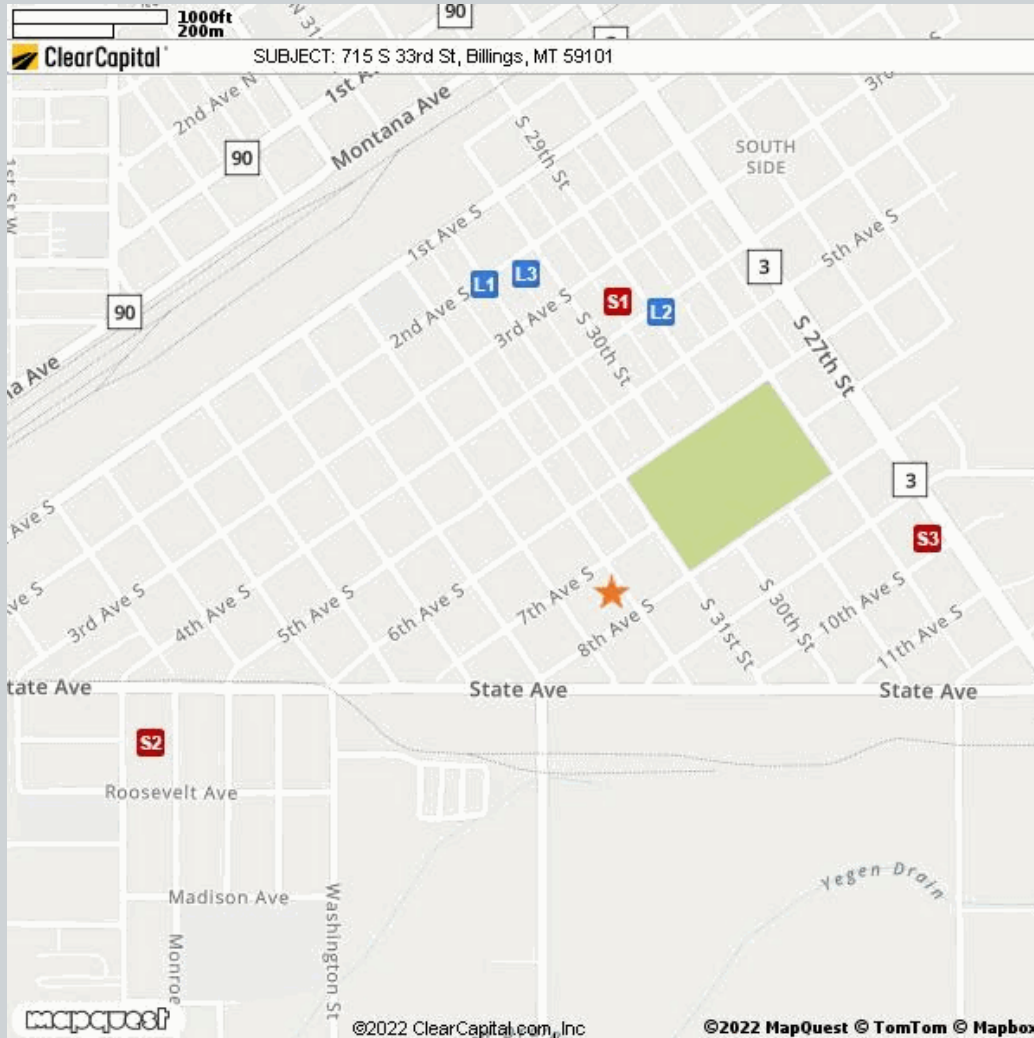 1000ft
200m
90
ClearCapital
SUBJECT: 715 S 33rd St, Billings, MT 59101
2nd Ave N
Montana Ave
90
S 29th St
SOUTH
SIDE
1st St W
1st Ave S
5th Ave S
3
L1
L3
S1
L2
90
2nd Ave S
3rd Ave S
S 30th St
S 27th St
3
S3
3rd Ave S
4th Ave S
5th Ave S
6th Ave S
7th Ave S
8th Ave S
S 31st St
S 30th St
10th Ave S
11th Ave S
tate Ave
State Ave
State Ave
S2
Roosevelt Ave
Madison Ave
Monroe
Washington St
Yegen Drain
mapquest
©2022 ClearCapital.com, Inc
©2022 MapQuest © TomTom © Mapbox